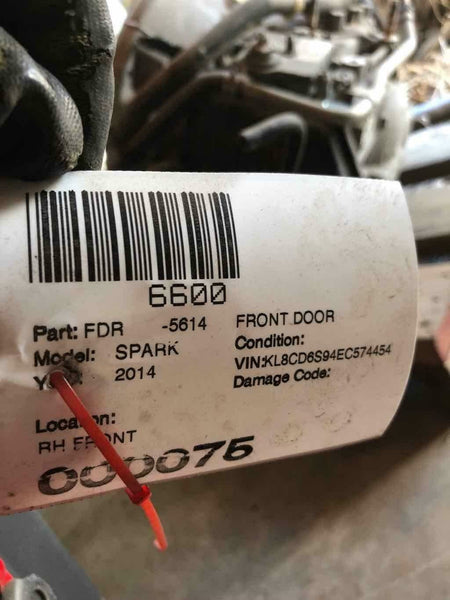 6600
Part: FDR -5614 FRONT DOOR
Model: SPARK Condition:
2014 VIN:KL8CD6S94EC574454
Damage Code:
Location:
RH FRONT
000075